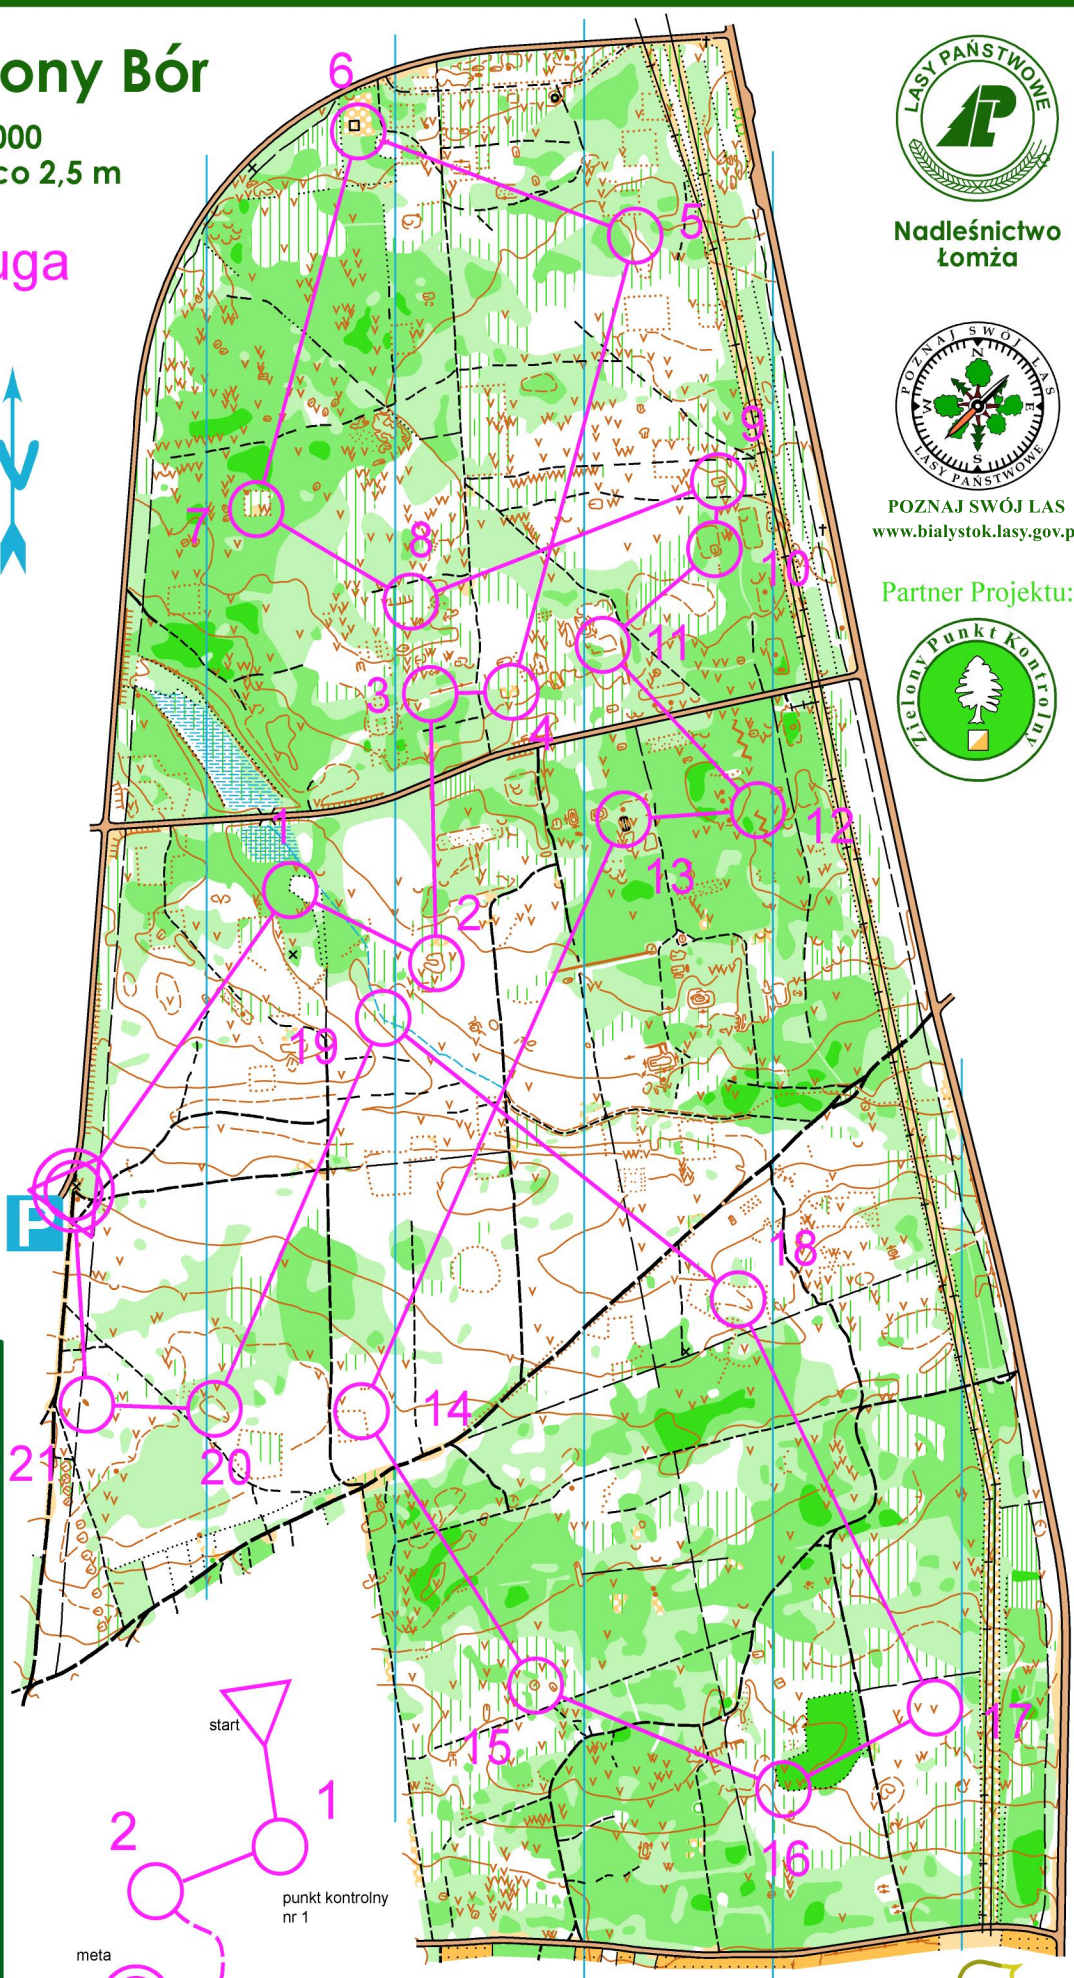 ony Bór
000
co 2,5 m
uga
LASY PAŃSTWOWE
Nadleśnictwo
Łomża
POZNAJ SWÓJ LAS
N
E
S
W
LASY PAŃSTWOWE
POZNAJ SWÓJ LAS
www.bialystok.lasy.gov.p
Partner Projektu:
Zielony Punkt Kontrolny
6
5
9
7
8
10
11
3
4
1
12
13
2
19
P
18
14
21
20
15
17
16
start
1
2
punkt kontrolny
nr 1
meta